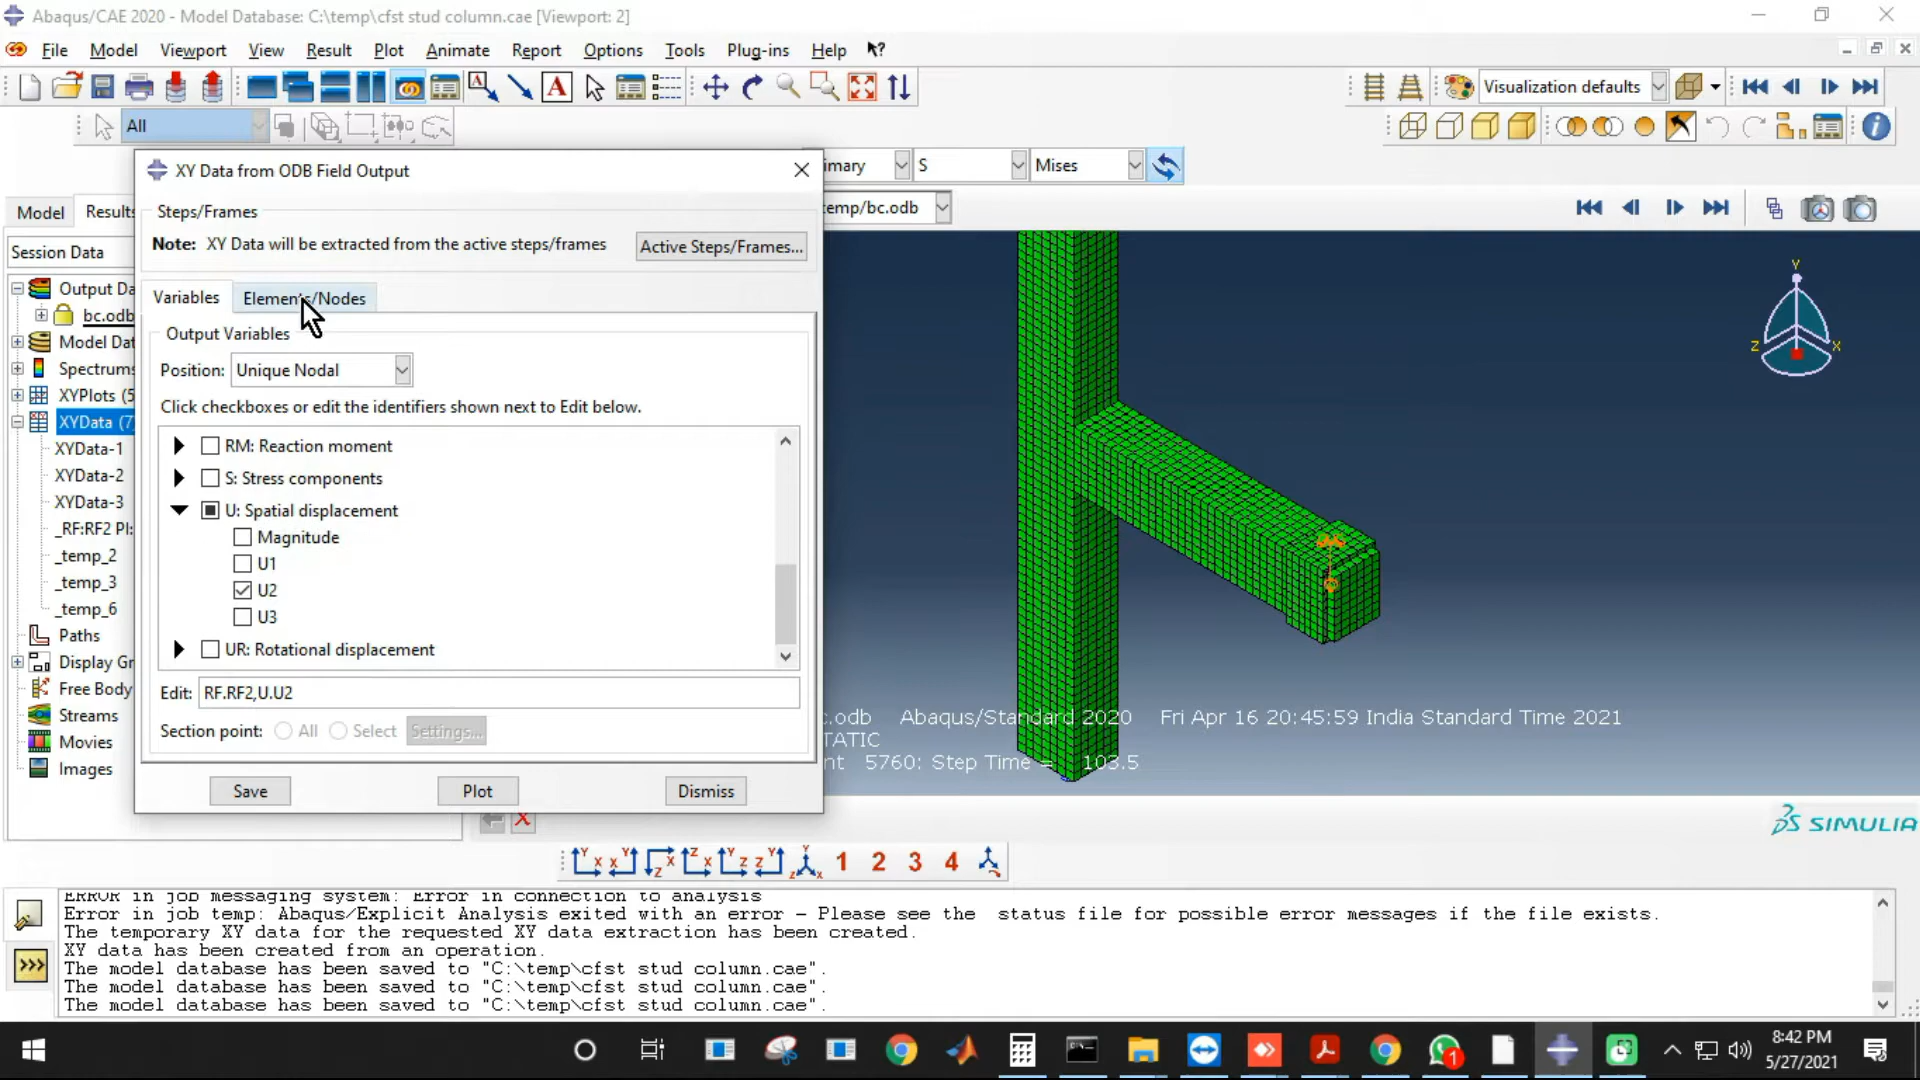 Abaqus/CAE 2020 - Model Database: C:\temp\cfst stud column.cae [Viewport: 2]
File Model Viewport View Result Plot Animate Report Options Tools Plug-ins Help
Visualization defaults
All
XY Data from ODB Field Output
imary S Mises
Steps/Frames
Model Results
temp/bc.odb
Note: XY Data will be extracted from the active steps/frames Active Steps/Frames...
Session Data
Variables Elements/Nodes
Output Da
bc.odb
Output Variables
Model Dat
Position: Unique Nodal
Spectrums
XYPlots (5
Click checkboxes or edit the identifiers shown next to Edit below.
XYData (7
XYData-1
XYData-2
XYData-3
_RF:RF2 PI:
_temp_2
_temp_3
_temp_6
Paths
Display Gr
Free Body
Streams
Movies
Images
RM: Reaction moment
S: Stress components
U: Spatial displacement
Magnitude
U1
U2
U3
UR: Rotational displacement
Edit: RF.RF2,U.U2
Section point: All Select Settings...
Save Plot Dismiss
Y
Z X
c.odb Abaqus/Standard 2020 Fri Apr 16 20:45:59 India Standard Time 2021
TATIC
nt 5760: Step Time = 103.5
SIMULIA
1 2 3 4
ERROR in job messaging system: Error in connection to analysis
Error in job temp: Abaqus/Explicit Analysis exited with an error - Please see the status file for possible error messages if the file exists.
The temporary XY data for the requested XY data extraction has been created.
XY data has been created from an operation.
The model database has been saved to "C:\temp\cfst stud column.cae".
The model database has been saved to "C:\temp\cfst stud column.cae".
The model database has been saved to "C:\temp\cfst stud column.cae".
8:42 PM
5/27/2021